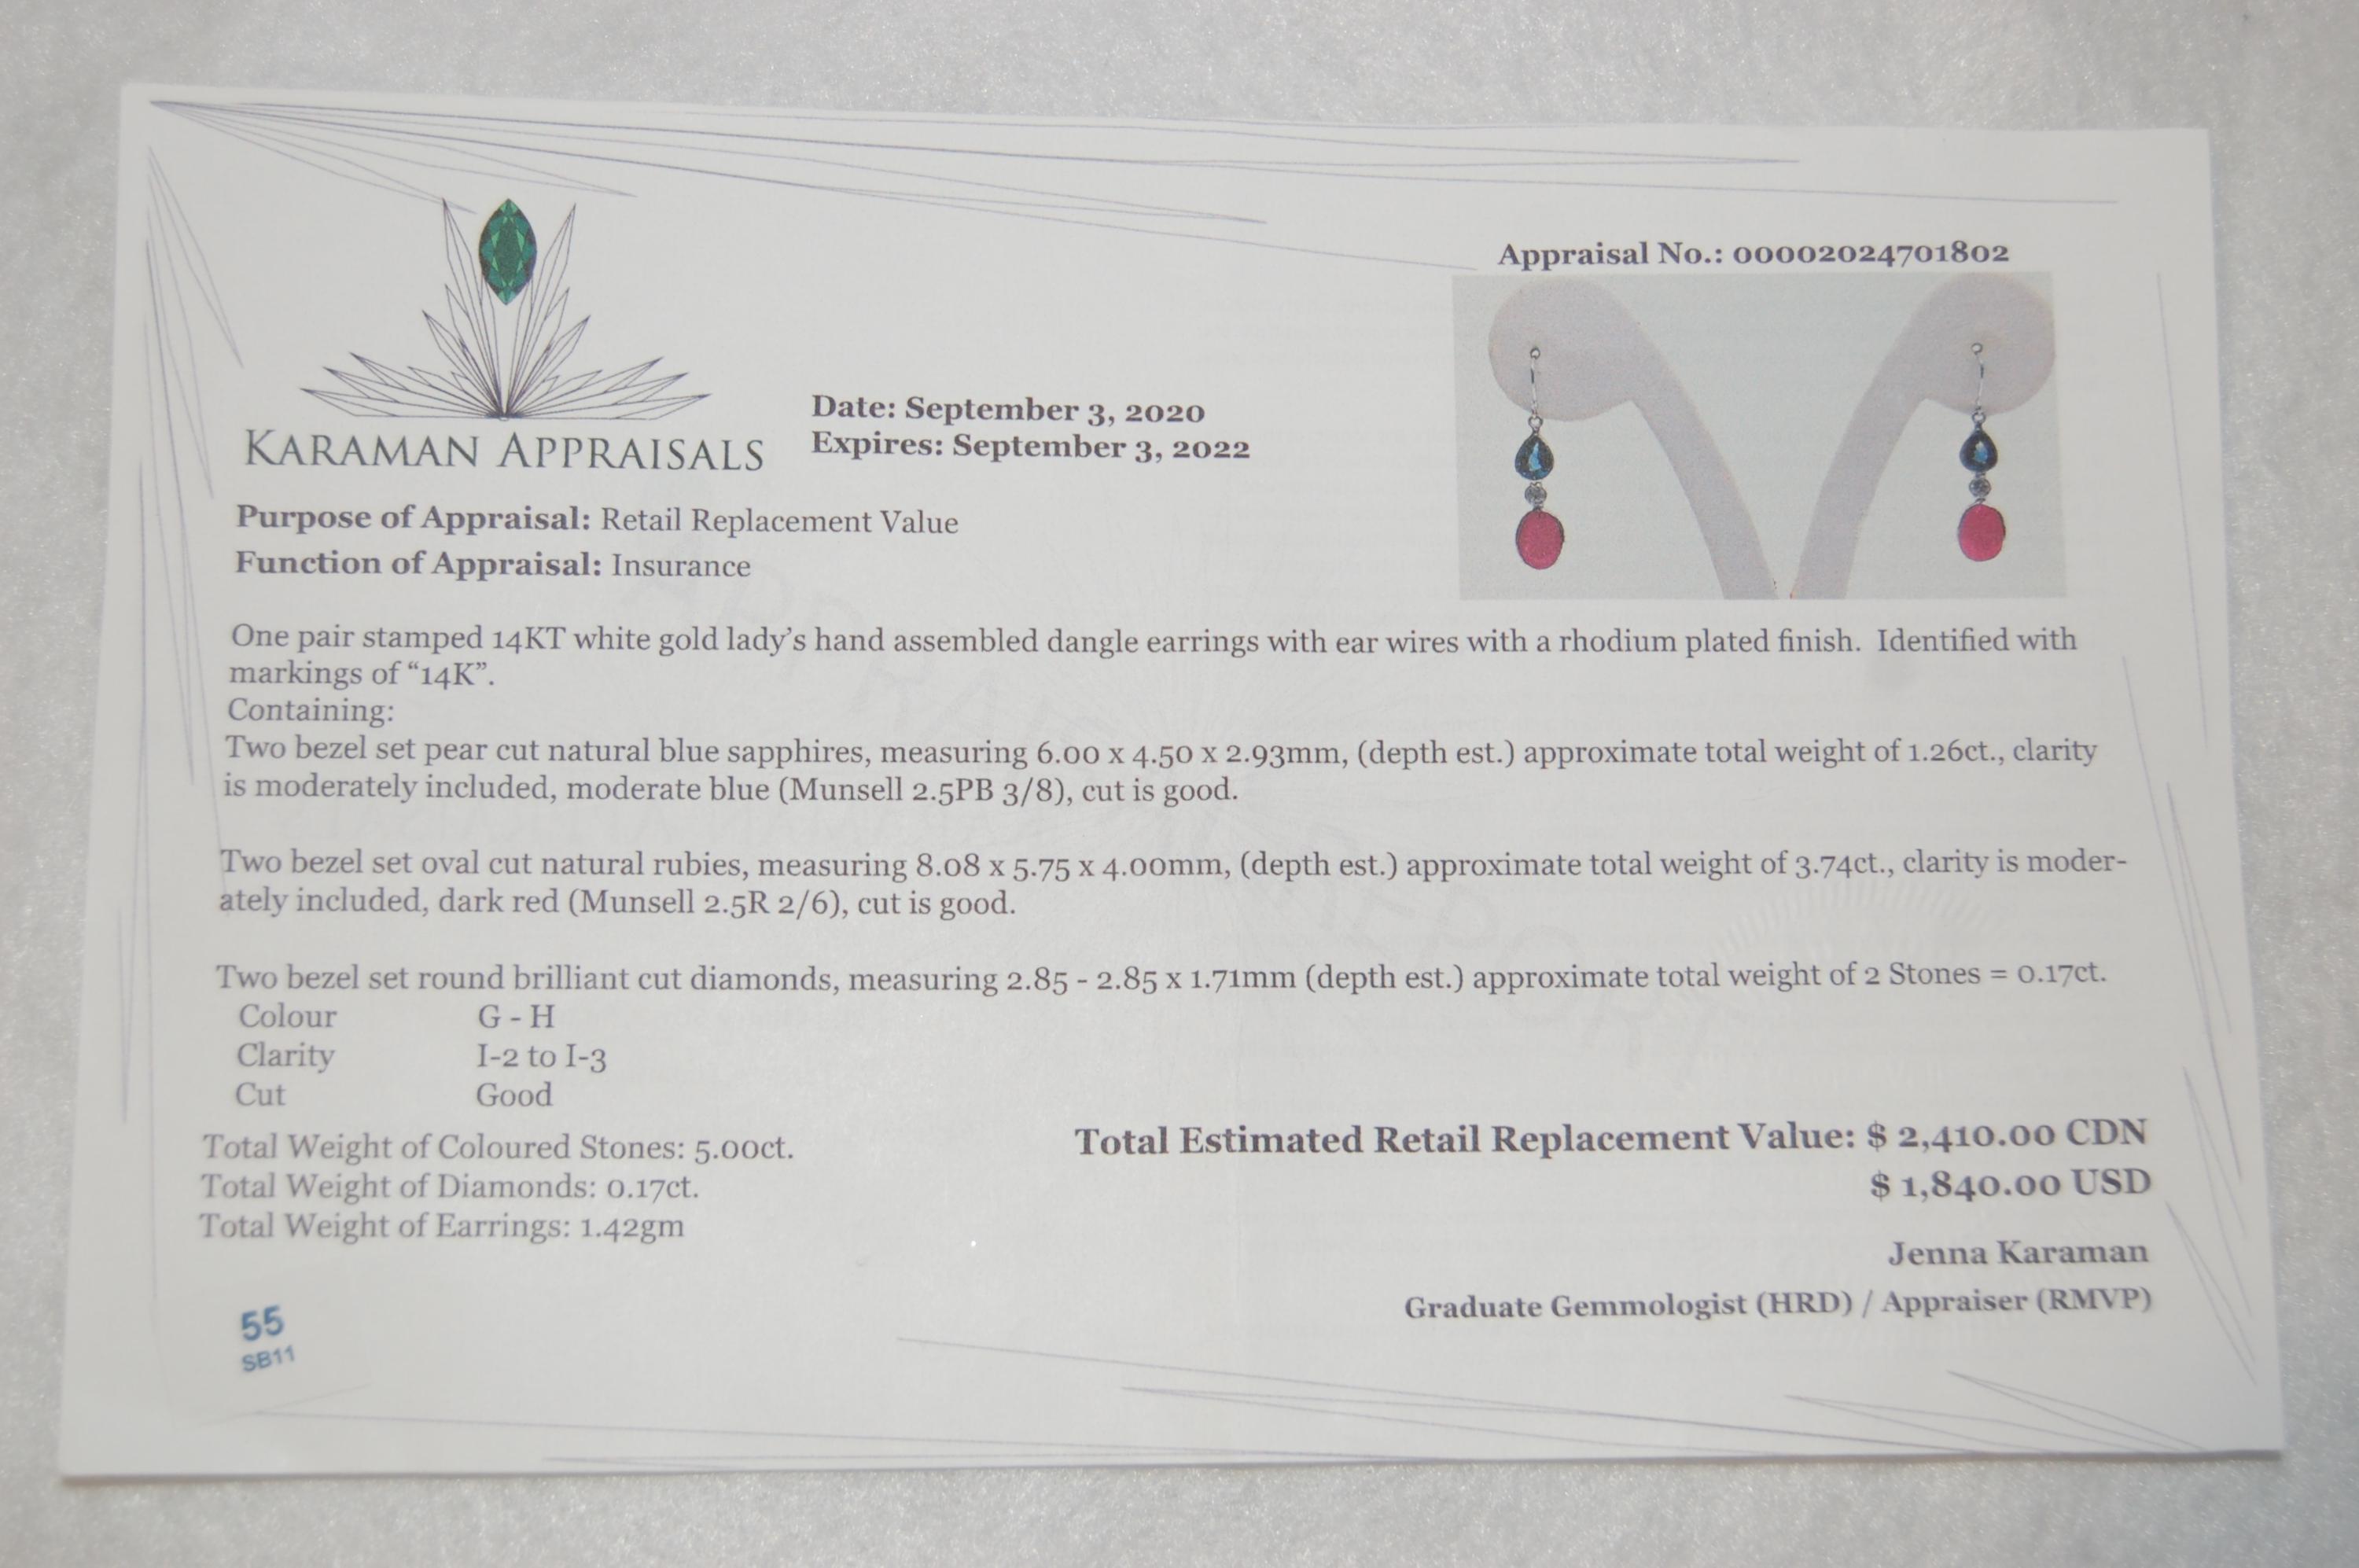 Appraisal No.: 00002024701802
KARAMAN APPRAISALS
Date: September 3, 2020
Expires: September 3, 2022
Purpose of Appraisal: Retail Replacement Value
Function of Appraisal: Insurance
One pair stamped 14KT white gold lady's hand assembled dangle earrings with ear wires with a rhodium plated finish.  Identified with
markings of “14K”.
Containing:
Two bezel set pear cut natural blue sapphires, measuring 6.00 x 4.50 x 2.93mm, (depth est.) approximate total weight of 1.26ct., clarity
is moderately included, moderate blue (Munsell 2.5PB 3/8), cut is good.
Two bezel set oval cut natural rubies, measuring 8.08 x 5.75 x 4.00mm, (depth est.) approximate total weight of 3.74ct., clarity is moder-
ately included, dark red (Munsell 2.5R 2/6), cut is good.
Two bezel set round brilliant cut diamonds, measuring 2.85 - 2.85 x 1.71mm (depth est.) approximate total weight of 2 Stones = 0.17ct.
Colour G - H
Clarity I-2 to I-3
Cut Good
Total Weight of Coloured Stones: 5.00ct.
Total Weight of Diamonds: 0.17ct.
Total Weight of Earrings: 1.42gm
Total Estimated Retail Replacement Value: $ 2,410.00 CDN
$ 1,840.00 USD
Jenna Karaman
Graduate Gemmologist (HRD) / Appraiser (RMVP)
55
SB11